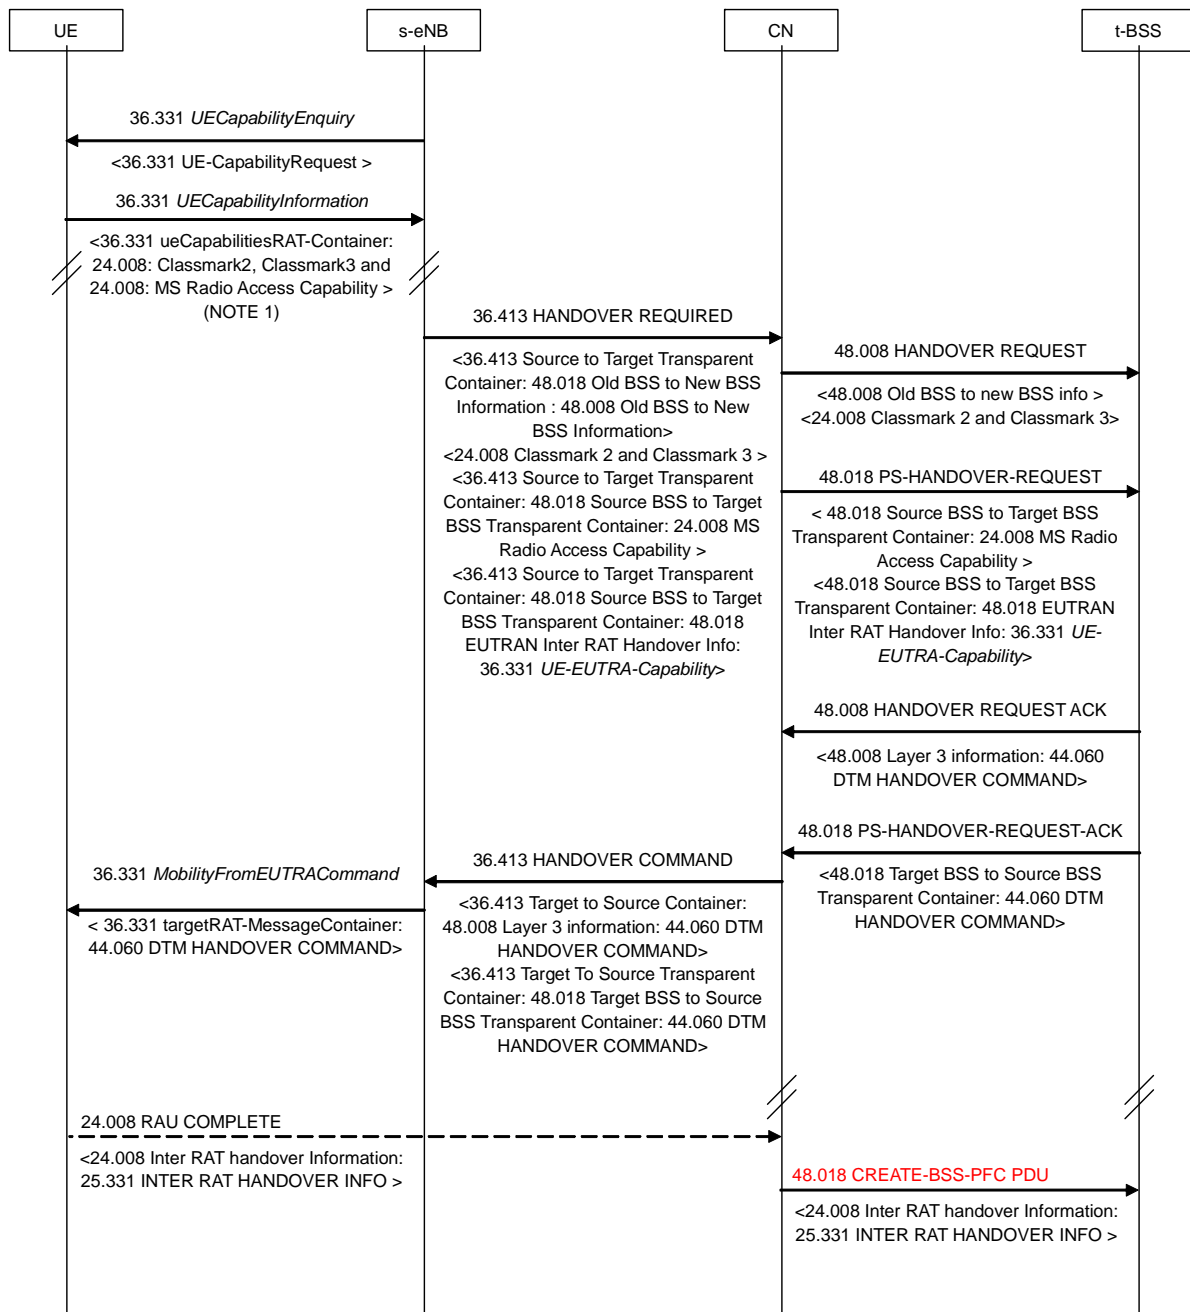 UE
s-eNB
CN
t-BSS
36.331 UECapabilityEnquiry
<36.331 UE-CapabilityRequest >
36.331 UECapabilityInformation
<36.331 ueCapabilitiesRAT-Container:
24.008: Classmark2, Classmark3 and
24.008: MS Radio Access Capability >
(NOTE 1)
36.413 HANDOVER REQUIRED
<36.413 Source to Target Transparent
Container: 48.018 Old BSS to New BSS
Information : 48.008 Old BSS to New
BSS Information>
<24.008 Classmark 2 and Classmark 3 >
<36.413 Source to Target Transparent
Container: 48.018 Source BSS to Target
BSS Transparent Container: 24.008 MS
Radio Access Capability >
<36.413 Source to Target Transparent
Container: 48.018 Source BSS to Target
BSS Transparent Container: 48.018
EUTRAN Inter RAT Handover Info:
36.331 UE-EUTRA-Capability>
48.008 HANDOVER REQUEST
<48.008 Old BSS to new BSS info >
<24.008 Classmark 2 and Classmark 3>
48.018 PS-HANDOVER-REQUEST
< 48.018 Source BSS to Target BSS
Transparent Container: 24.008 MS Radio
Access Capability >
<48.018 Source BSS to Target BSS
Transparent Container: 48.018 EUTRAN
Inter RAT Handover Info: 36.331 UE-
EUTRA-Capability>
48.008 HANDOVER REQUEST ACK
<48.008 Layer 3 information: 44.060
DTM HANDOVER COMMAND>
48.018 PS-HANDOVER-REQUEST-ACK
<48.018 Target BSS to Source BSS
Transparent Container: 44.060 DTM
HANDOVER COMMAND>
36.413 HANDOVER COMMAND
<36.413 Target to Source Container:
48.008 Layer 3 information: 44.060 DTM
HANDOVER COMMAND>
<36.413 Target To Source Transparent
Container: 48.018 Target BSS to Source
BSS Transparent Container: 44.060 DTM
HANDOVER COMMAND>
36.331 MobilityFromEUTRACommand
< 36.331 targetRAT-MessageContainer:
44.060 DTM HANDOVER COMMAND>
24.008 RAU COMPLETE
<24.008 Inter RAT handover Information:
25.331 INTER RAT HANDOVER INFO >
48.018 CREATE-BSS-PFC PDU
<24.008 Inter RAT handover Information:
25.331 INTER RAT HANDOVER INFO >